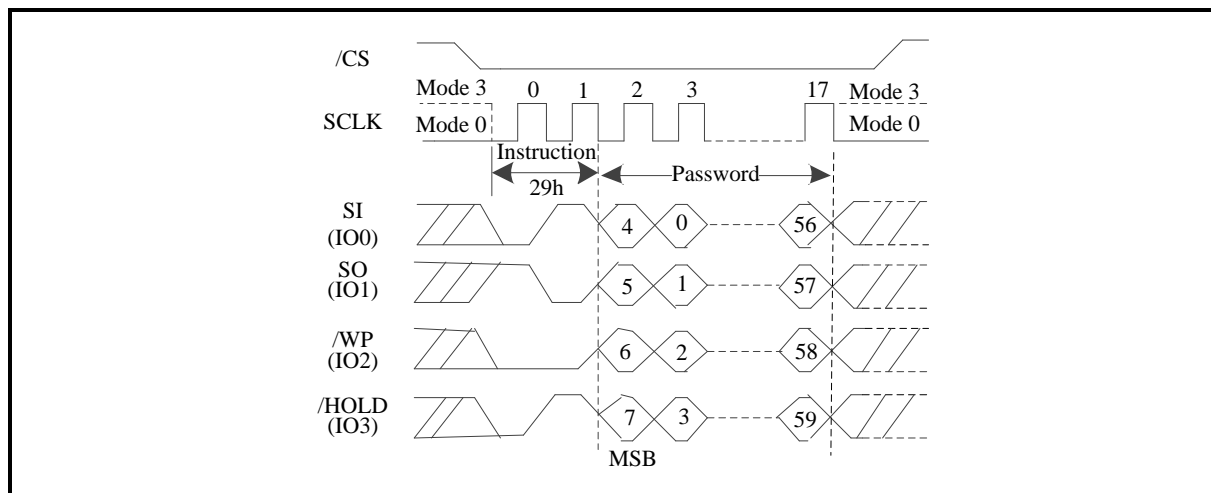 /CS
Mode 3 0 1 2 3 17 Mode 3
SCLK Mode 0 Mode 0
Instruction Password
29h
SI
(IO0) 4 0 56
SO
(IO1) 5 1 57
/WP
(IO2) 6 2 58
/HOLD
(IO3) 7 3 59
MSB